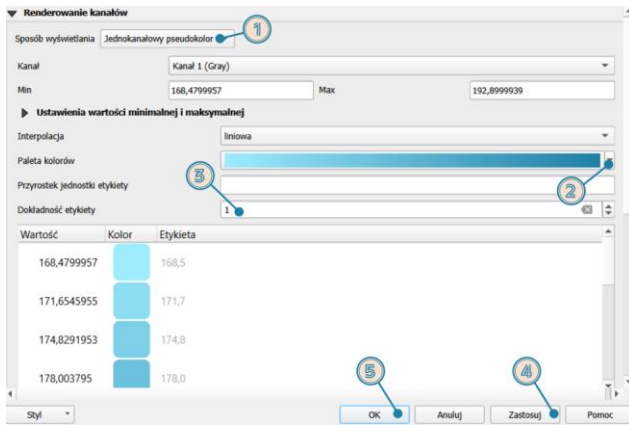 Renderowanie kanałów
1
Sposób wyświetlania Jednokanałowy pseudokolor
Kanał Kanał 1 (Gray)
Min 168,4799957 Max 192,8999939
Ustawienia wartości minimalnej i maksymalnej
Interpolacja liniowa
Paleta kolorów
3
2
Przyrostek jednostki etykiety
Dokładność etykiety 1
Wartość Kolor Etykieta
168,4799957 168,5
171,6545955 171,7
174,8291953 174,8
5
4
178,003795 178,0
Styl OK Anuluj Zastosuj Pomoc